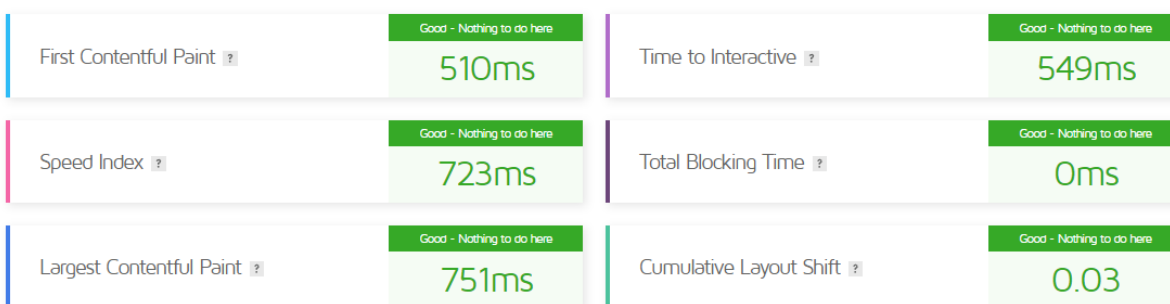 Good - Nothing to do here
First Contentful Paint ?
510ms
Good - Nothing to do here
Time to Interactive ?
549ms
Good - Nothing to do here
Speed Index ?
723ms
Good - Nothing to do here
Total Blocking Time ?
0ms
Good - Nothing to do here
Largest Contentful Paint ?
751ms
Good - Nothing to do here
Cumulative Layout Shift ?
0.03